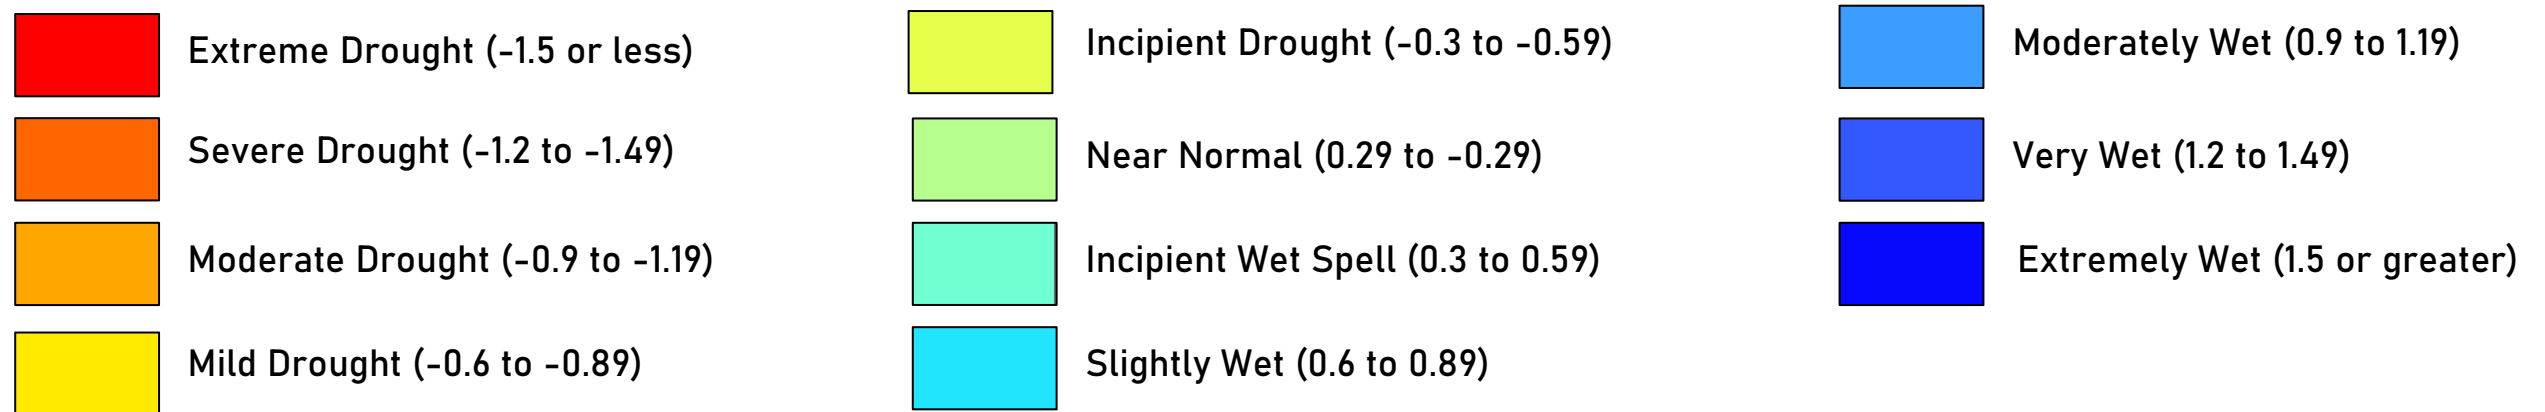 Extreme Drought (-1.5 or less)
Severe Drought (-1.2 to -1.49)
Moderate Drought (-0.9 to -1.19)
Mild Drought (-0.6 to -0.89)
Incipient Drought (-0.3 to -0.59)
Near Normal (0.29 to -0.29)
Incipient Wet Spell (0.3 to 0.59)
Slightly Wet (0.6 to 0.89)
Moderately Wet (0.9 to 1.19)
Very Wet (1.2 to 1.49)
Extremely Wet (1.5 or greater)